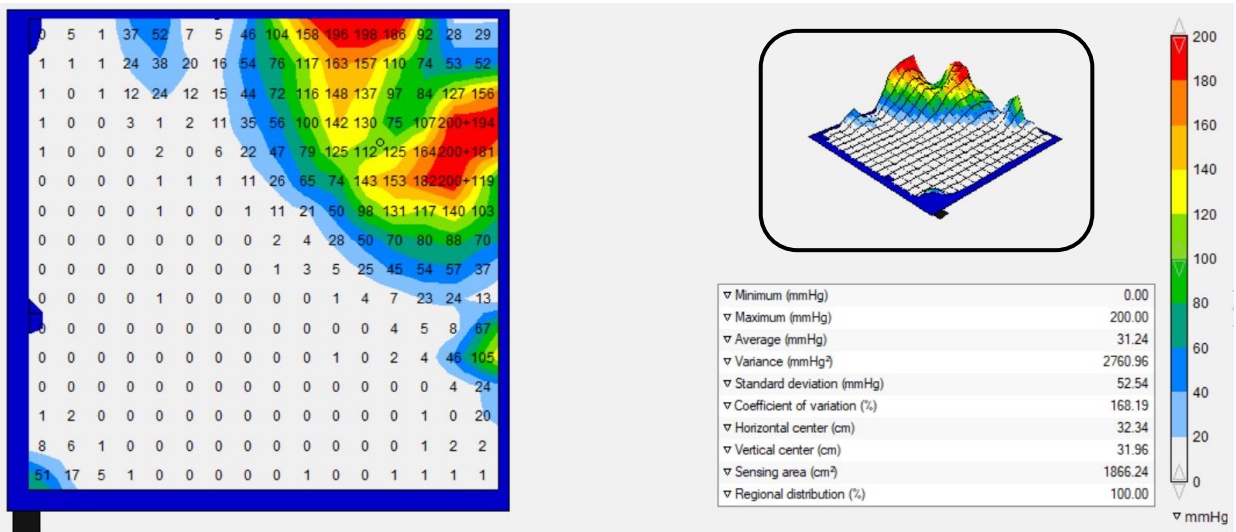 0 5 1 37 52 7 5 46 104 158 196 198 186 92 28 29
1 1 1 24 38 20 16 54 76 117 163 157 110 74 53 52
1 0 1 12 24 12 15 44 72 116 148 137 97 84 127 156
1 0 0 3 1 2 11 35 56 100 142 130 75 107 200+ 194
1 0 0 0 2 0 6 22 47 79 125 112 125 164 200+ 181
0 0 0 0 1 1 1 11 26 65 74 143 153 182 200+ 119
0 0 0 0 1 0 0 1 11 21 50 98 131 117 140 103
0 0 0 0 0 0 0 0 2 4 28 50 70 80 88 70
0 0 0 0 0 0 0 0 1 3 5 25 45 54 57 37
0 0 0 0 1 0 0 0 0 0 1 4 7 23 24 13
0 0 0 0 0 0 0 0 0 0 0 0 4 5 8 67
0 0 0 0 0 0 0 0 0 0 1 0 2 4 46 105
0 0 0 0 0 0 0 0 0 0 0 0 0 0 4 24
1 2 0 0 0 0 0 0 0 0 0 0 0 1 0 20
8 6 1 0 0 0 0 0 0 0 0 0 0 1 2 2
51 17 5 1 0 0 0 0 0 1 0 0 1 1 1 1
Minimum (mmHg) 0.00
Maximum (mmHg) 200.00
Average (mmHg) 31.24
Variance (mmHg²) 2760.96
Standard deviation (mmHg) 52.54
Coefficient of variation (%) 168.19
Horizontal center (cm) 32.34
Vertical center (cm) 31.96
Sensing area (cm²) 1866.24
Regional distribution (%) 100.00
200
180
160
140
120
100
80
60
40
20
0
mmHg